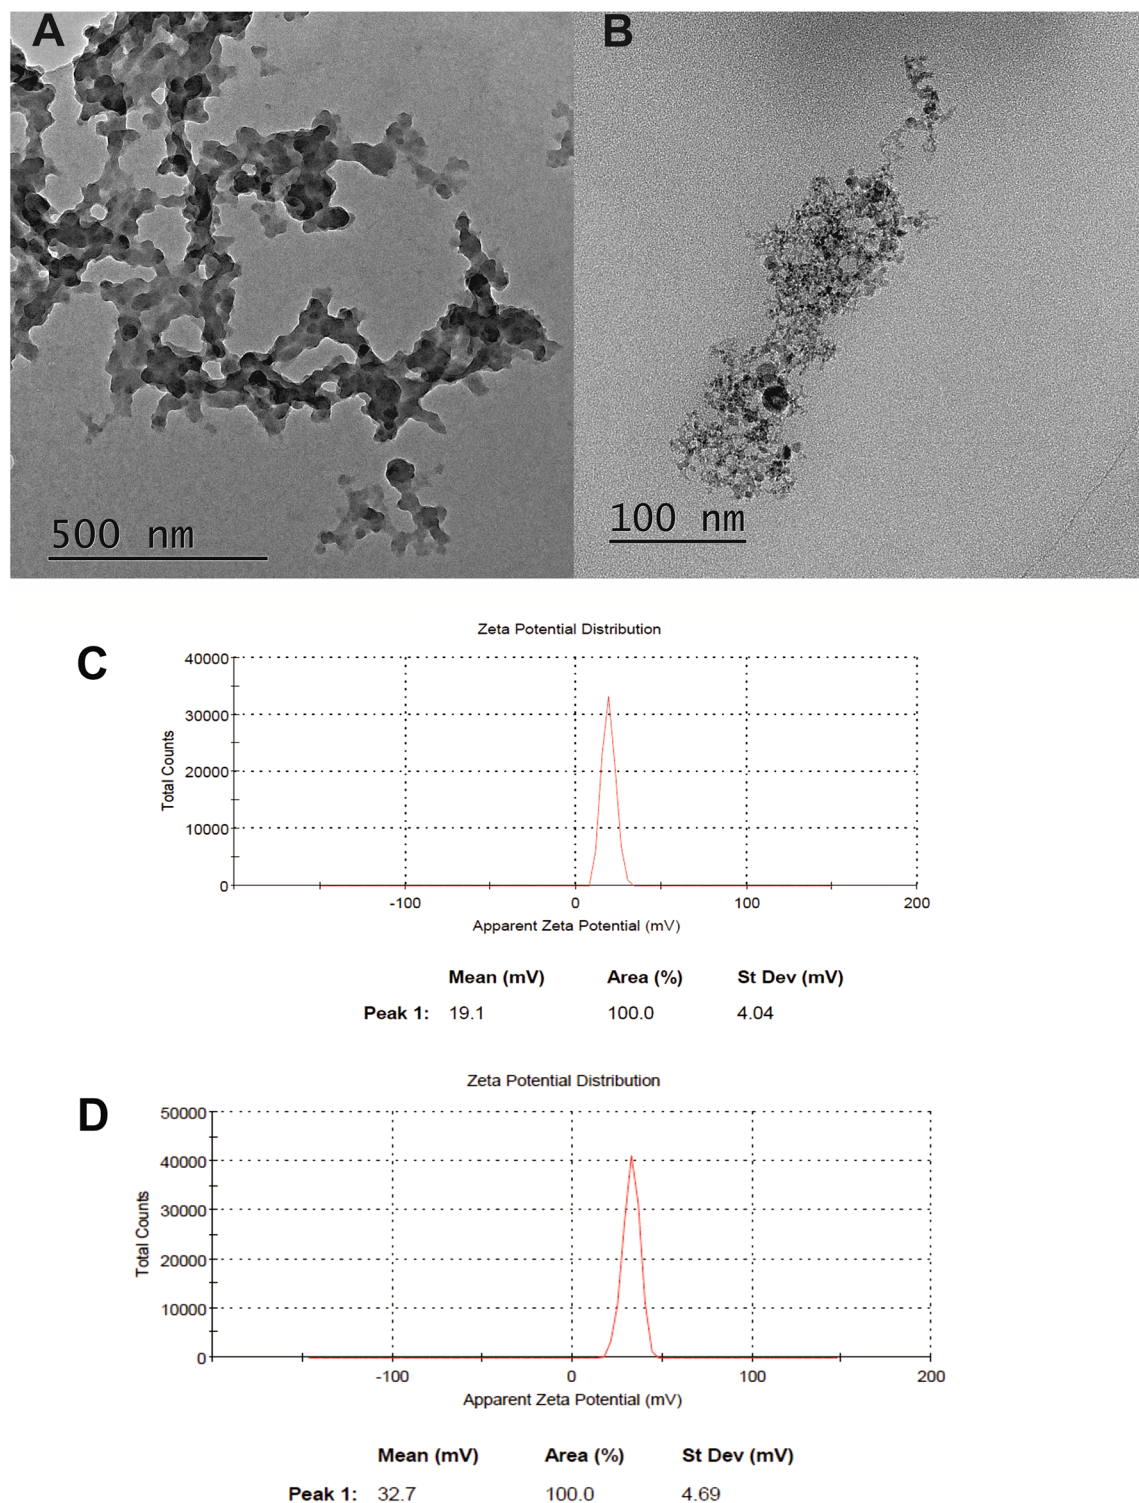 A
B
500 nm
100 nm
C
Zeta Potential Distribution
40000
30000
20000
10000
0
Total Counts
-100
0
100
200
Apparent Zeta Potential (mV)
Mean (mV) Area (%) St Dev (mV)
Peak 1: 19.1 100.0 4.04
D
Zeta Potential Distribution
50000
40000
30000
20000
10000
0
Total Counts
-100
0
100
200
Apparent Zeta Potential (mV)
Mean (mV) Area (%) St Dev (mV)
Peak 1: 32.7 100.0 4.69